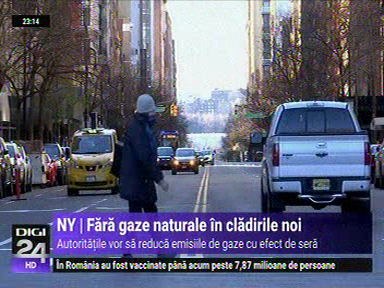 23:14
NY | Fără gaze naturale în clădirile noi
Autoritățile vor să reducă emisiile de gaze cu efect de seră
DIGI
24
HD
În România au fost vaccinate până acum peste 7,87 milioane de persoane